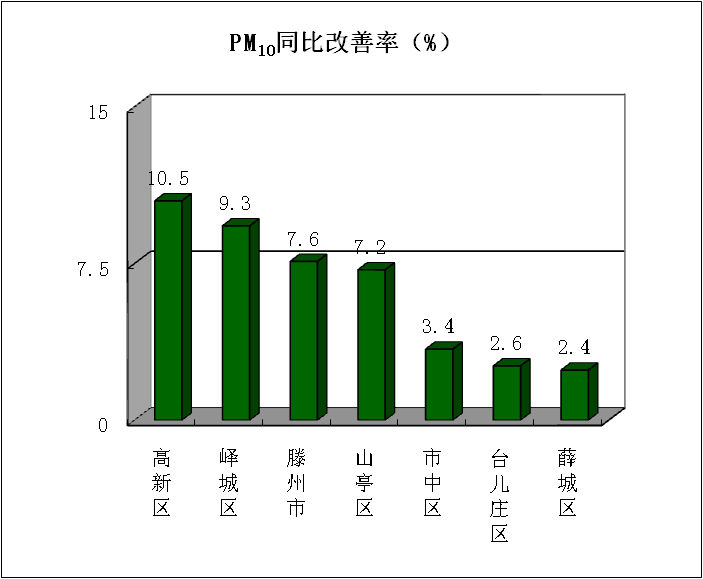 PM10同比改善率（%）
15
7.5
0
10.5
9.3
7.6
7.2
3.4
2.6
2.4
高新区
峄城区
滕州市
山亭区
市中区
台儿庄区
薛城区